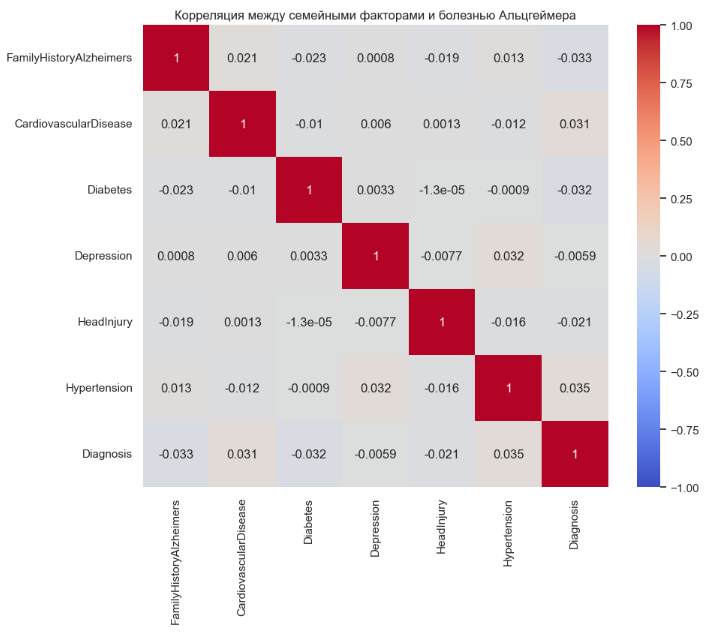 Корреляция между семейными факторами и болезнью Альцгеймера
FamilyHistoryAlzheimers 1 0.021 -0.023 0.0008 -0.019 0.013 -0.033
CardiovascularDisease 0.021 1 -0.01 0.006 0.0013 -0.012 0.031
Diabetes -0.023 -0.01 1 0.0033 -1.3e-05 -0.0009 -0.032
Depression 0.0008 0.006 0.0033 1 -0.0077 0.032 -0.0059
HeadInjury -0.019 0.0013 -1.3e-05 -0.0077 1 -0.016 -0.021
Hypertension 0.013 -0.012 -0.0009 0.032 -0.016 1 0.035
Diagnosis -0.033 0.031 -0.032 -0.0059 -0.021 0.035 1
FamilyHistoryAlzheimers
CardiovascularDisease
Diabetes
Depression
HeadInjury
Hypertension
Diagnosis
1.00
0.75
0.50
0.25
0.00
−0.25
−0.50
−0.75
−1.00